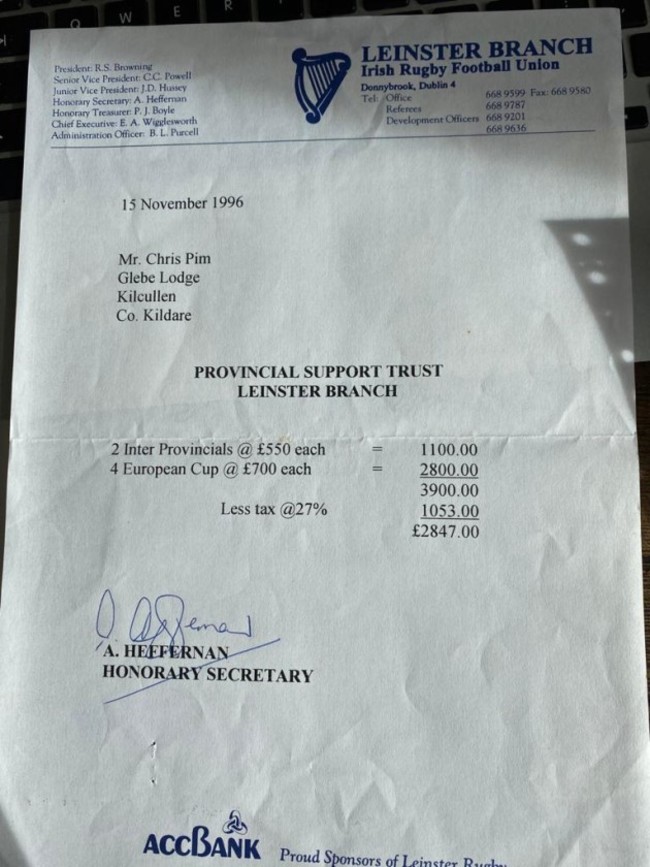 Q W E R
President: R.S. Browning
Senior Vice President: C.C. Powell
Junior Vice President: J.D. Hussey
Honorary Secretary: A. Heffernan
Honorary Treasurer: P. J. Boyle
Chief Executive: E. A. Wigglesworth
Administration Officer: B. L. Purcell
LEINSTER BRANCH
Irish Rugby Football Union
Donnybrook, Dublin 4
Tel: Office 668 9599 Fax: 668 9580
Referees 668 9787
Development Officers 668 9201
668 9636
15 November 1996
Mr. Chris Pim
Glebe Lodge
Kilcullen
Co. Kildare
PROVINCIAL SUPPORT TRUST
LEINSTER BRANCH
2 Inter Provincials @ £550 each = 1100.00
4 European Cup @ £700 each = 2800.00
3900.00
Less tax @27% 1053.00
£2847.00
A. Heffernan
A. HEFFERNAN
HONORARY SECRETARY
ACCBANK Proud Sponsors of Leinster Rugby